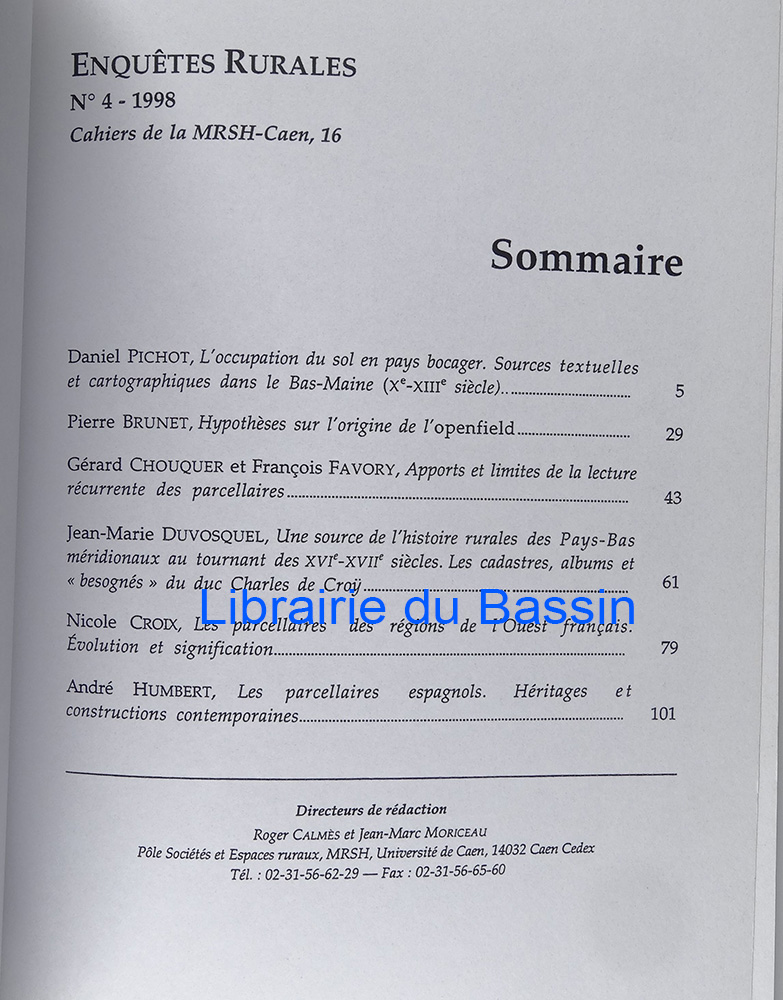 ENQUÊTES RURALES
N° 4 - 1998
Cahiers de la MRSH-Caen, 16
Sommaire
Daniel PICHOT, L'occupation du sol en pays bocager. Sources textuelles
et cartographiques dans le Bas-Maine (Xe-XIIIe siècle)................................. 5
Pierre BRUNET, Hypothèses sur l'origine de l'openfield............................... 29
Gérard CHOUQUER et François FAVORY, Apports et limites de la lecture
récurrente des parcellaires.................................................................................. 43
Jean-Marie DUVOSQUEL, Une source de l'histoire rurales des Pays-Bas
méridionaux au tournant des XVIe-XVIIe siècles. Les cadastres, albums et
« besognés » du duc Charles de Croÿ................................................................ 61
Librairie du Bassin
Nicole CROIX, Les parcellaires des régions de l'Ouest français.
Évolution et signification..................................................................................... 79
André HUMBERT, Les parcellaires espagnols. Héritages et
constructions contemporaines.............................................................................. 101
Directeurs de rédaction
Roger CALMÈS et Jean-Marc MORICEAU
Pôle Sociétés et Espaces ruraux, MRSH, Université de Caen, 14032 Caen Cedex
Tél. : 02-31-56-62-29 — Fax : 02-31-56-65-60